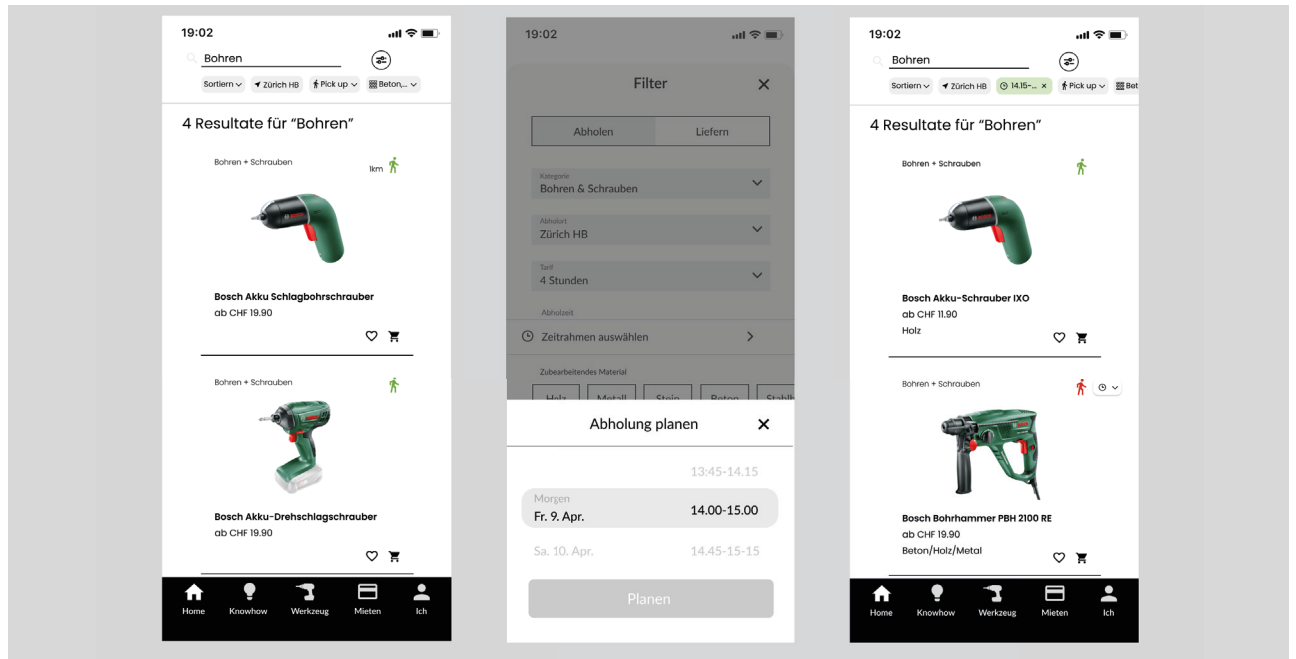 19:02
Bohren
Sortiern
Zürich HB
Pick up
Beton,...
4 Resultate für “Bohren”
Bohren + Schrauben
1km
BOSCH
Bosch Akku Schlagbohrschrauber
ab CHF 19.90
Bohren + Schrauben
Bosch Akku-Drehschlagschrauber
ab CHF 19.90
Home
Knowhow
Werkzeug
Mieten
Ich
19:02
Filter
Abholen
Liefern
Kategorie
Bohren & Schrauben
Abholort
Zürich HB
Tarif
4 Stunden
Abholzeit
Zeitrahmen auswählen
Zubearbeitendes Material
Holz
Metall
Stein
Beton
Stahlb
Abholung planen
13:45-14.15
Morgen
Fr. 9. Apr.
14.00-15.00
Sa. 10. Apr.
14.45-15-15
Planen
19:02
Bohren
Sortiern
Zürich HB
14.15-...
Pick up
Bet
4 Resultate für “Bohren”
Bohren + Schrauben
BOSCH
Bosch Akku-Schrauber IXO
ab CHF 11.90
Holz
Bohren + Schrauben
Bosch Bohrhammer PBH 2100 RE
ab CHF 19.90
Beton/Holz/Metal
Home
Knowhow
Werkzeug
Mieten
Ich